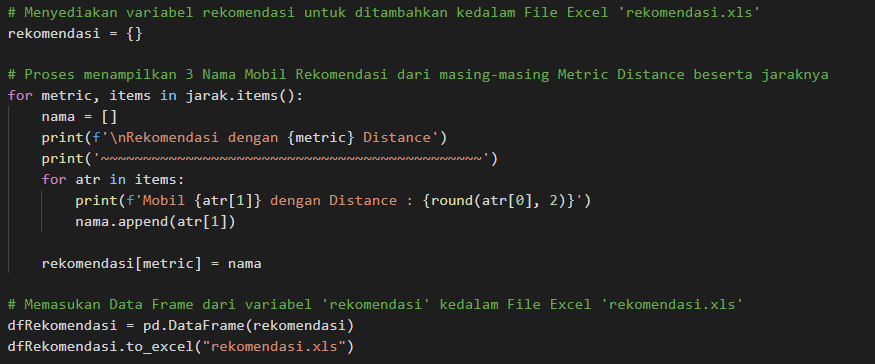 # Menyediakan variabel rekomendasi untuk ditambahkan kedalam File Excel 'rekomendasi.xls'
rekomendasi = {}
# Proses menampilkan 3 Nama Mobil Rekomendasi dari masing-masing Metric Distance beserta jaraknya
for metric, items in jarak.items():
    nama = []
    print(f'\nRekomendasi dengan {metric} Distance')
    print('~~~~~~~~~~~~~~~~~~~~~~~~~~~~~~~~~~~~~~~~~~~~~')
    for atr in items:
        print(f'Mobil {atr[1]} dengan Distance : {round(atr[0], 2)}')
        nama.append(atr[1])
    rekomendasi[metric] = nama
# Memasukan Data Frame dari variabel 'rekomendasi' kedalam File Excel 'rekomendasi.xls'
dfRekomendasi = pd.DataFrame(rekomendasi)
dfRekomendasi.to_excel("rekomendasi.xls")